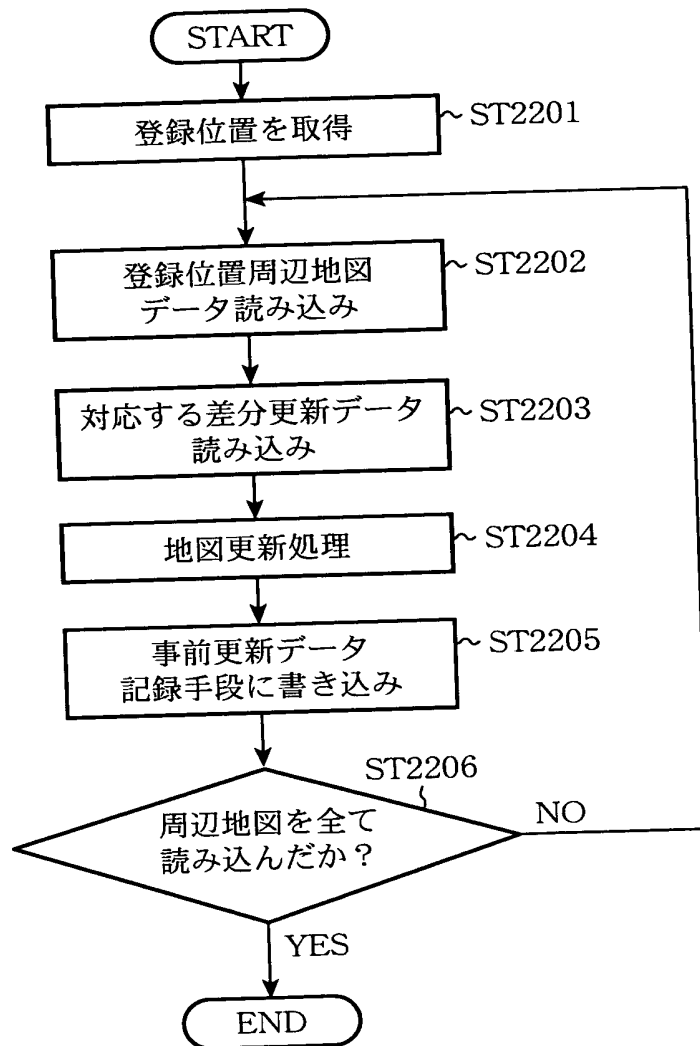 START
登録位置を取得
ST2201
登録位置周辺地図
データ読み込み
ST2202
対応する差分更新データ
読み込み
ST2203
地図更新処理
ST2204
事前更新データ
記録手段に書き込み
ST2205
ST2206
周辺地図を全て
読み込んだか？
NO
YES
END